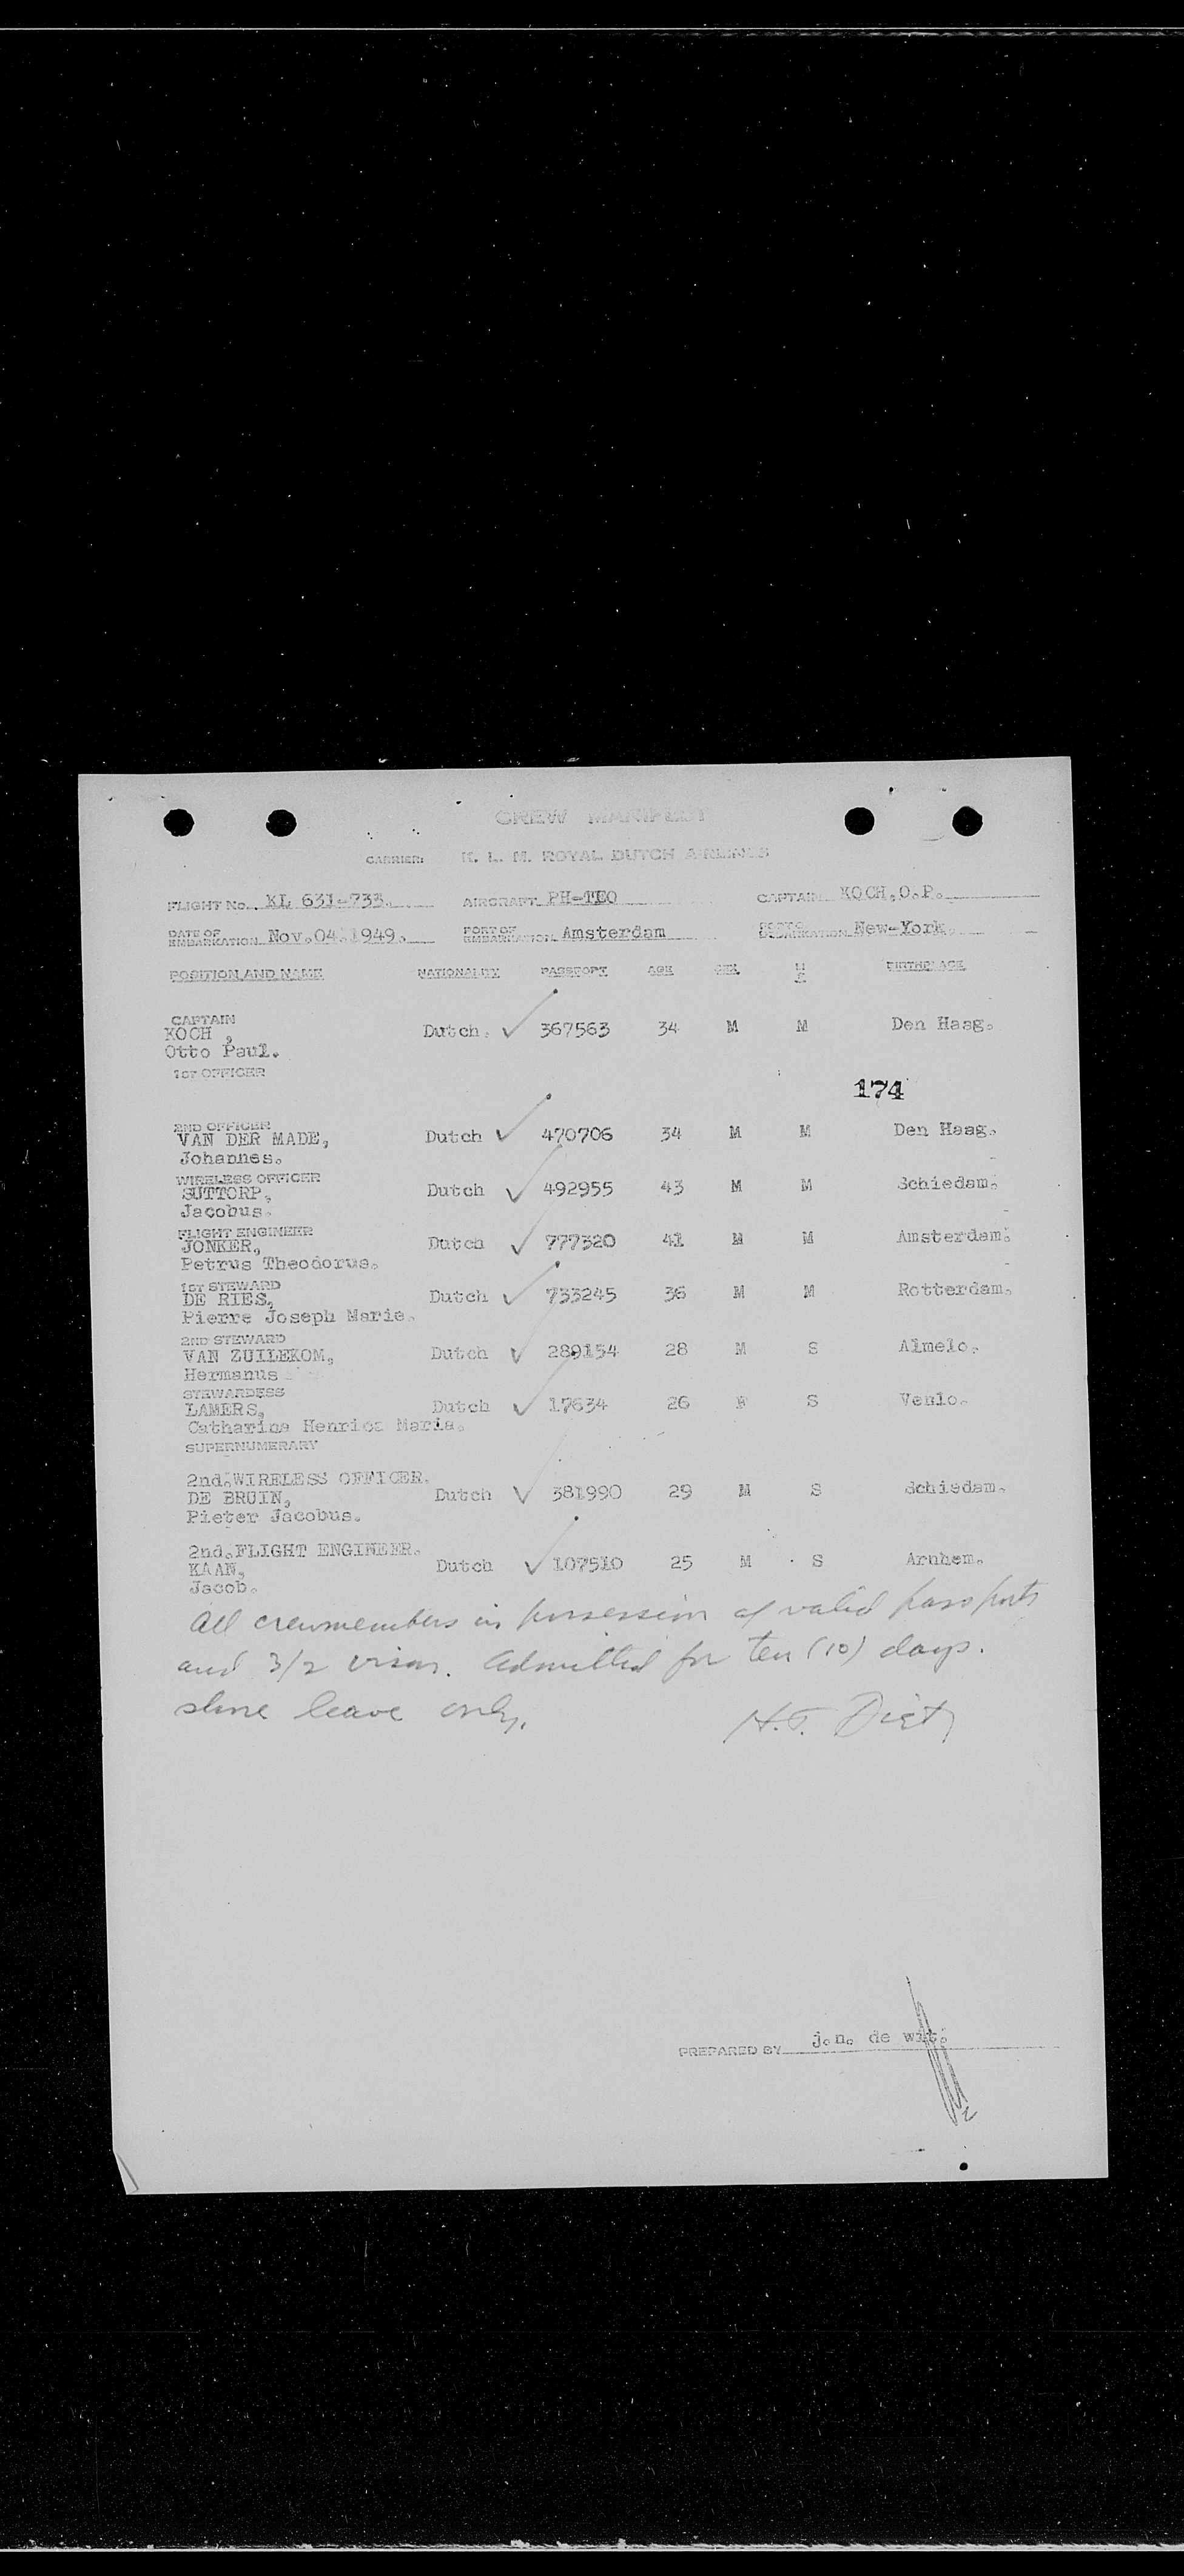 CREW MANIFEST
CARRIER: K. L. M. ROYAL DUTCH AIRLINES
FLIGHT No. KL 631-733. AIRCRAFT PH-TEO CAPTAIN KOCH,O.P.
DATE OF EMBARKATION Nov.04.1949. PORT OF EMBARKATION Amsterdam New-York.
POSITION AND NAME NATIONALITY PASSPORT AGE SEX M S BIRTHPLACE
CAPTAIN
KOCH , Dutch. ✓ 367563 34 M M Den Haag.
Otto Paul.
1ST OFFICER
174
2ND OFFICER
VAN DER MADE, Dutch ✓ 470706 34 M M Den Haag.
Johannes.
WIRELESS OFFICER
SUTTORP, Dutch ✓ 492955 43 M M Schiedam.
Jacobus.
FLIGHT ENGINEER
JONKER, Dutch ✓ 777320 41 M M Amsterdam.
Petrus Theodorus.
1ST STEWARD
DE RIES, Dutch ✓ 733245 36 M M Rotterdam.
Pierre Joseph Marie.
2ND STEWARD
VAN ZUILEKOM, Dutch ✓ 280154 28 M S Almelo.
Hermanus
STEWARDESS
LAMERS, Dutch ✓ 17634 26 F S Venlo.
Catharina Henrica Maria.
SUPERNUMERARY
2nd.WIRELESS OFFICER.
DE BRUIN, Dutch ✓ 381990 29 M S Schiedam.
Pieter Jacobus.
2nd.FLIGHT ENGINEER.
KAAN, Dutch ✓ 107510 25 M S Arnhem.
Jacob.
All crewmembers in possession of valid passports
and 3/2 visas. Admitted for ten (10) days.
shore leave only.
H.T. Dietz
PREPARED BY j.n. de wit.